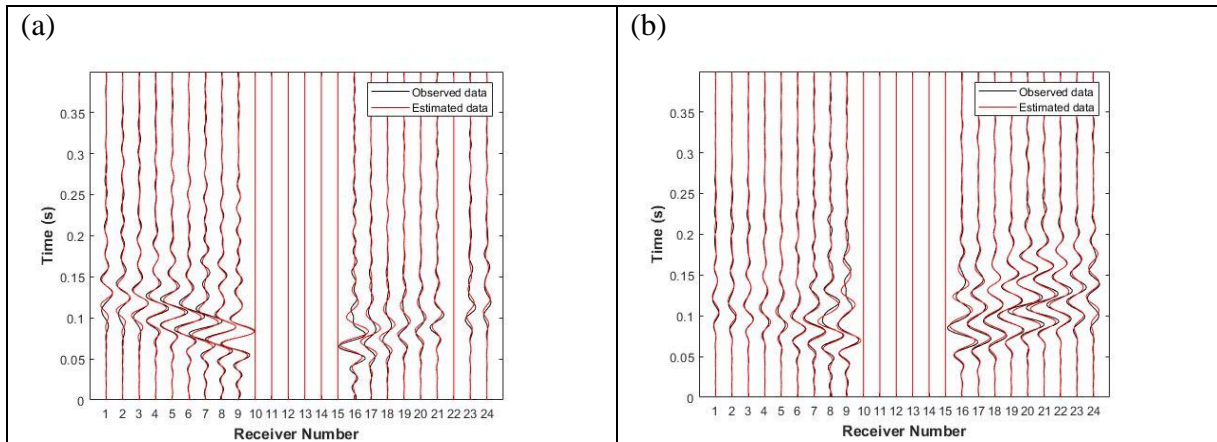 (a)
Observed data
Estimated data
0.35
0.3
0.25
0.2
0.15
0.1
0.05
0
Time (s)
1 2 3 4 5 6 7 8 9 10 11 12 13 14 15 16 17 18 19 20 21 22 23 24
Receiver Number
(b)
Observed data
Estimated data
0.35
0.3
0.25
0.2
0.15
0.1
0.05
0
Time (s)
1 2 3 4 5 6 7 8 9 10 11 12 13 14 15 16 17 18 19 20 21 22 23 24
Receiver Number